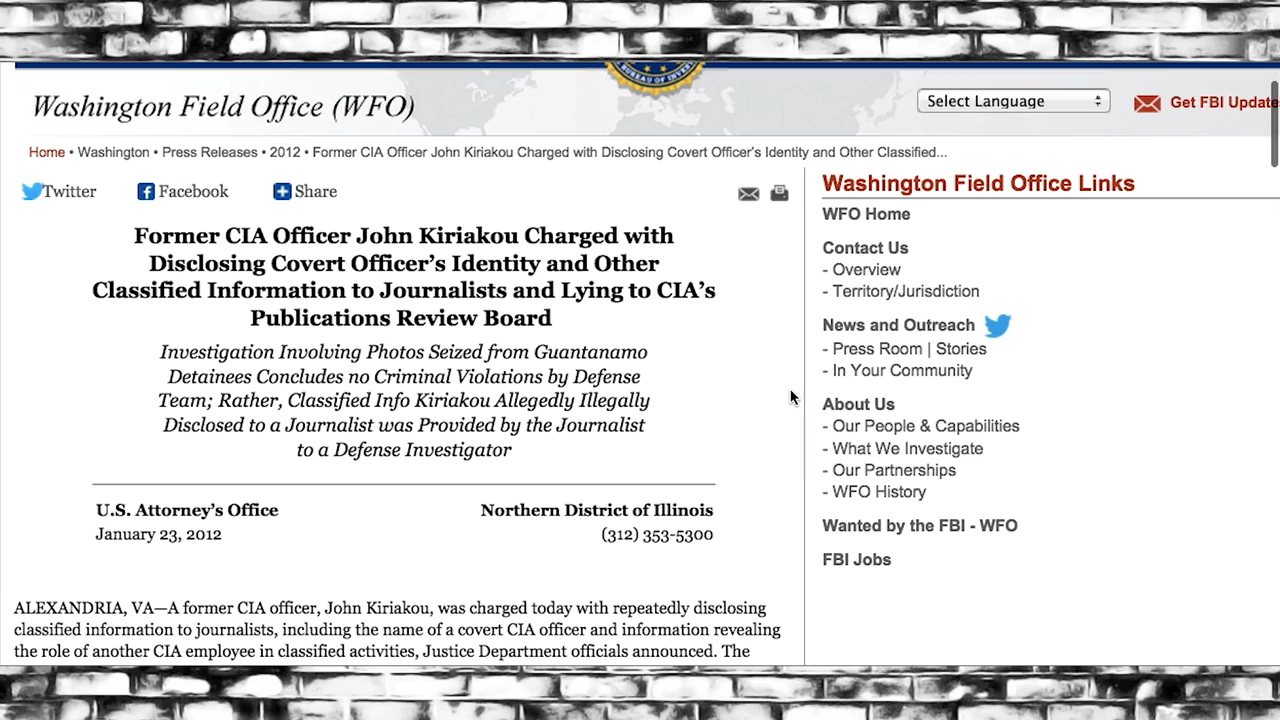 BUREAU OF INVEST
Washington Field Office (WFO)
Select Language
Get FBI Update
Home • Washington • Press Releases • 2012 • Former CIA Officer John Kiriakou Charged with Disclosing Covert Officer's Identity and Other Classified...
Twitter Facebook Share
Former CIA Officer John Kiriakou Charged with
Disclosing Covert Officer's Identity and Other
Classified Information to Journalists and Lying to CIA's
Publications Review Board
Investigation Involving Photos Seized from Guantanamo
Detainees Concludes no Criminal Violations by Defense
Team; Rather, Classified Info Kiriakou Allegedly Illegally
Disclosed to a Journalist was Provided by the Journalist
to a Defense Investigator
U.S. Attorney's Office Northern District of Illinois
January 23, 2012 (312) 353-5300
ALEXANDRIA, VA—A former CIA officer, John Kiriakou, was charged today with repeatedly disclosing
classified information to journalists, including the name of a covert CIA officer and information revealing
the role of another CIA employee in classified activities, Justice Department officials announced. The
Washington Field Office Links
WFO Home
Contact Us
- Overview
- Territory/Jurisdiction
News and Outreach
- Press Room | Stories
- In Your Community
About Us
- Our People & Capabilities
- What We Investigate
- Our Partnerships
- WFO History
Wanted by the FBI - WFO
FBI Jobs